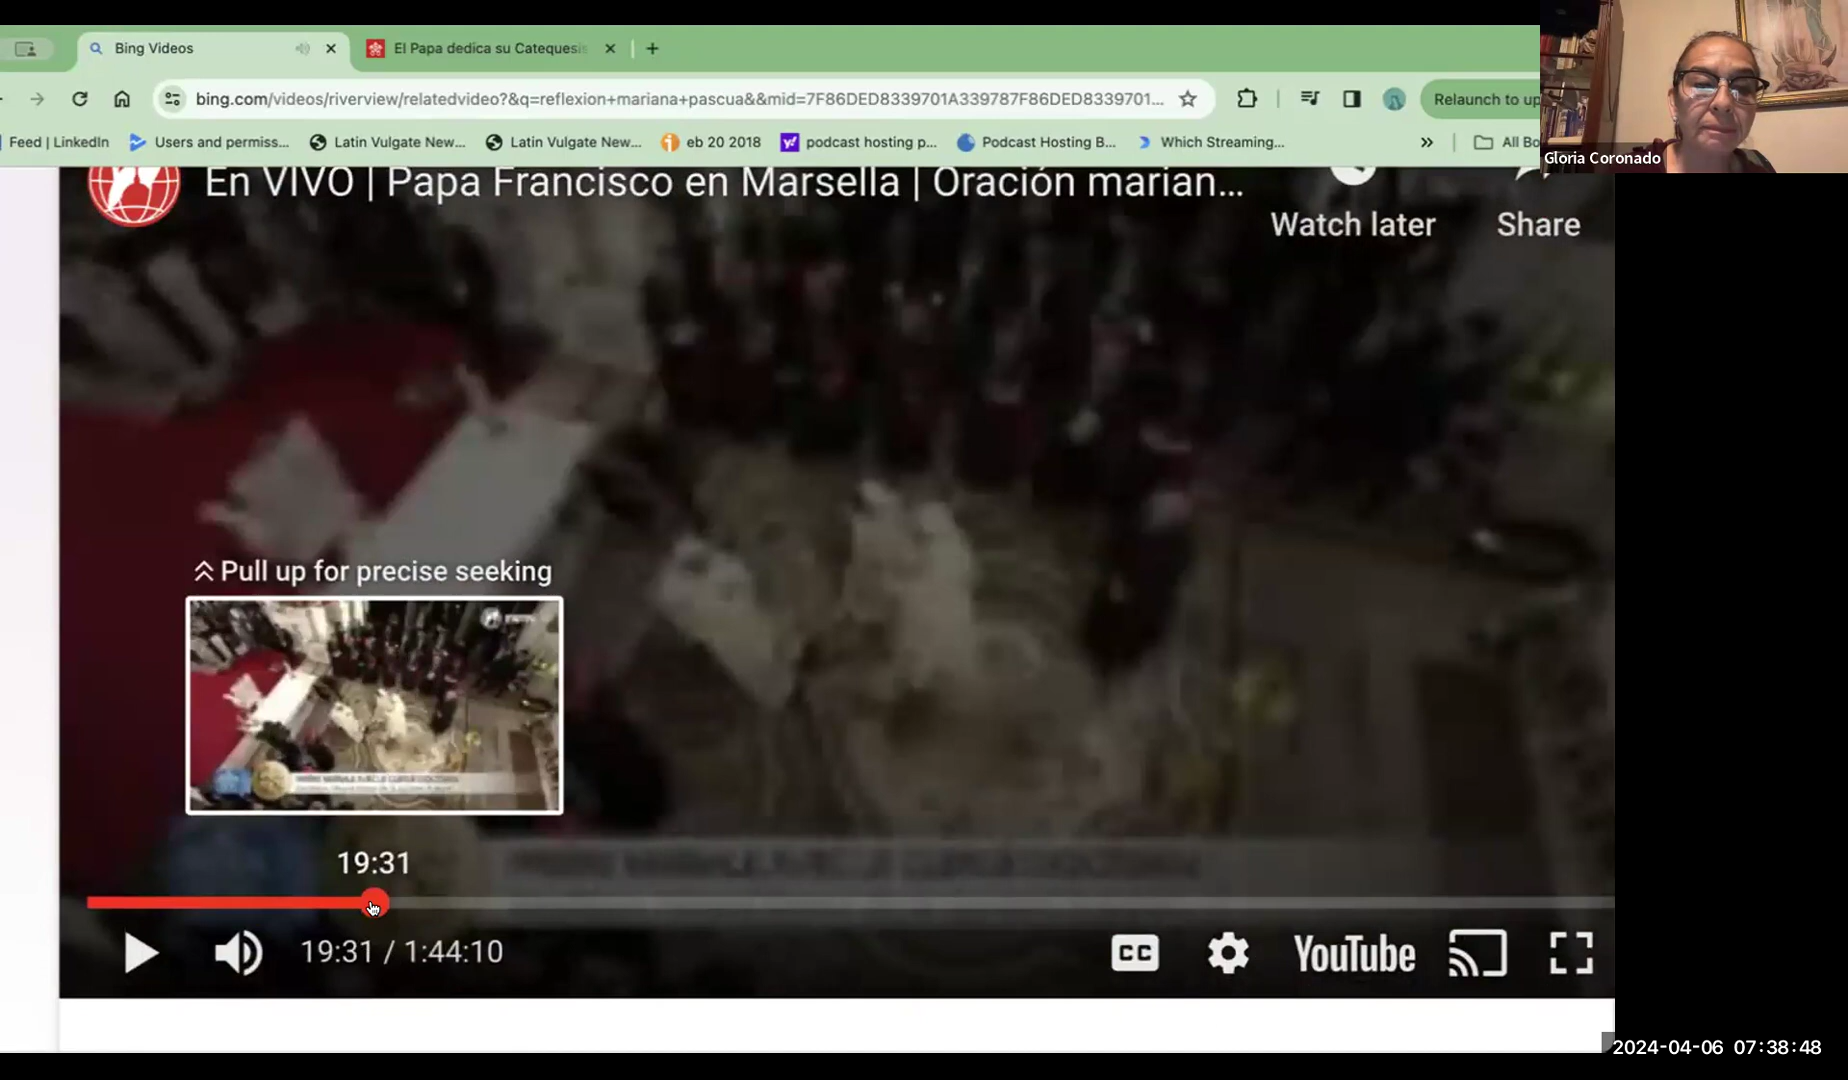 Bing Videos
El Papa dedica su Catequesis
bing.com/videos/riverview/relatedvideo?&q=reflexion+mariana+pascua&&mid=7F86DED8339701A339787F86DED8339701...
Relaunch to up
Feed | LinkedIn
Users and permiss...
Latin Vulgate New...
Latin Vulgate New...
eb 20 2018
podcast hosting p...
Podcast Hosting B...
Which Streaming...
»
All Bo
Gloria Coronado
En VIVO | Papa Francisco en Marsella | Oración marian...
Watch later
Share
Pull up for precise seeking
19:31
19:31 / 1:44:10
CC
YouTube
2024-04-06 07:38:48